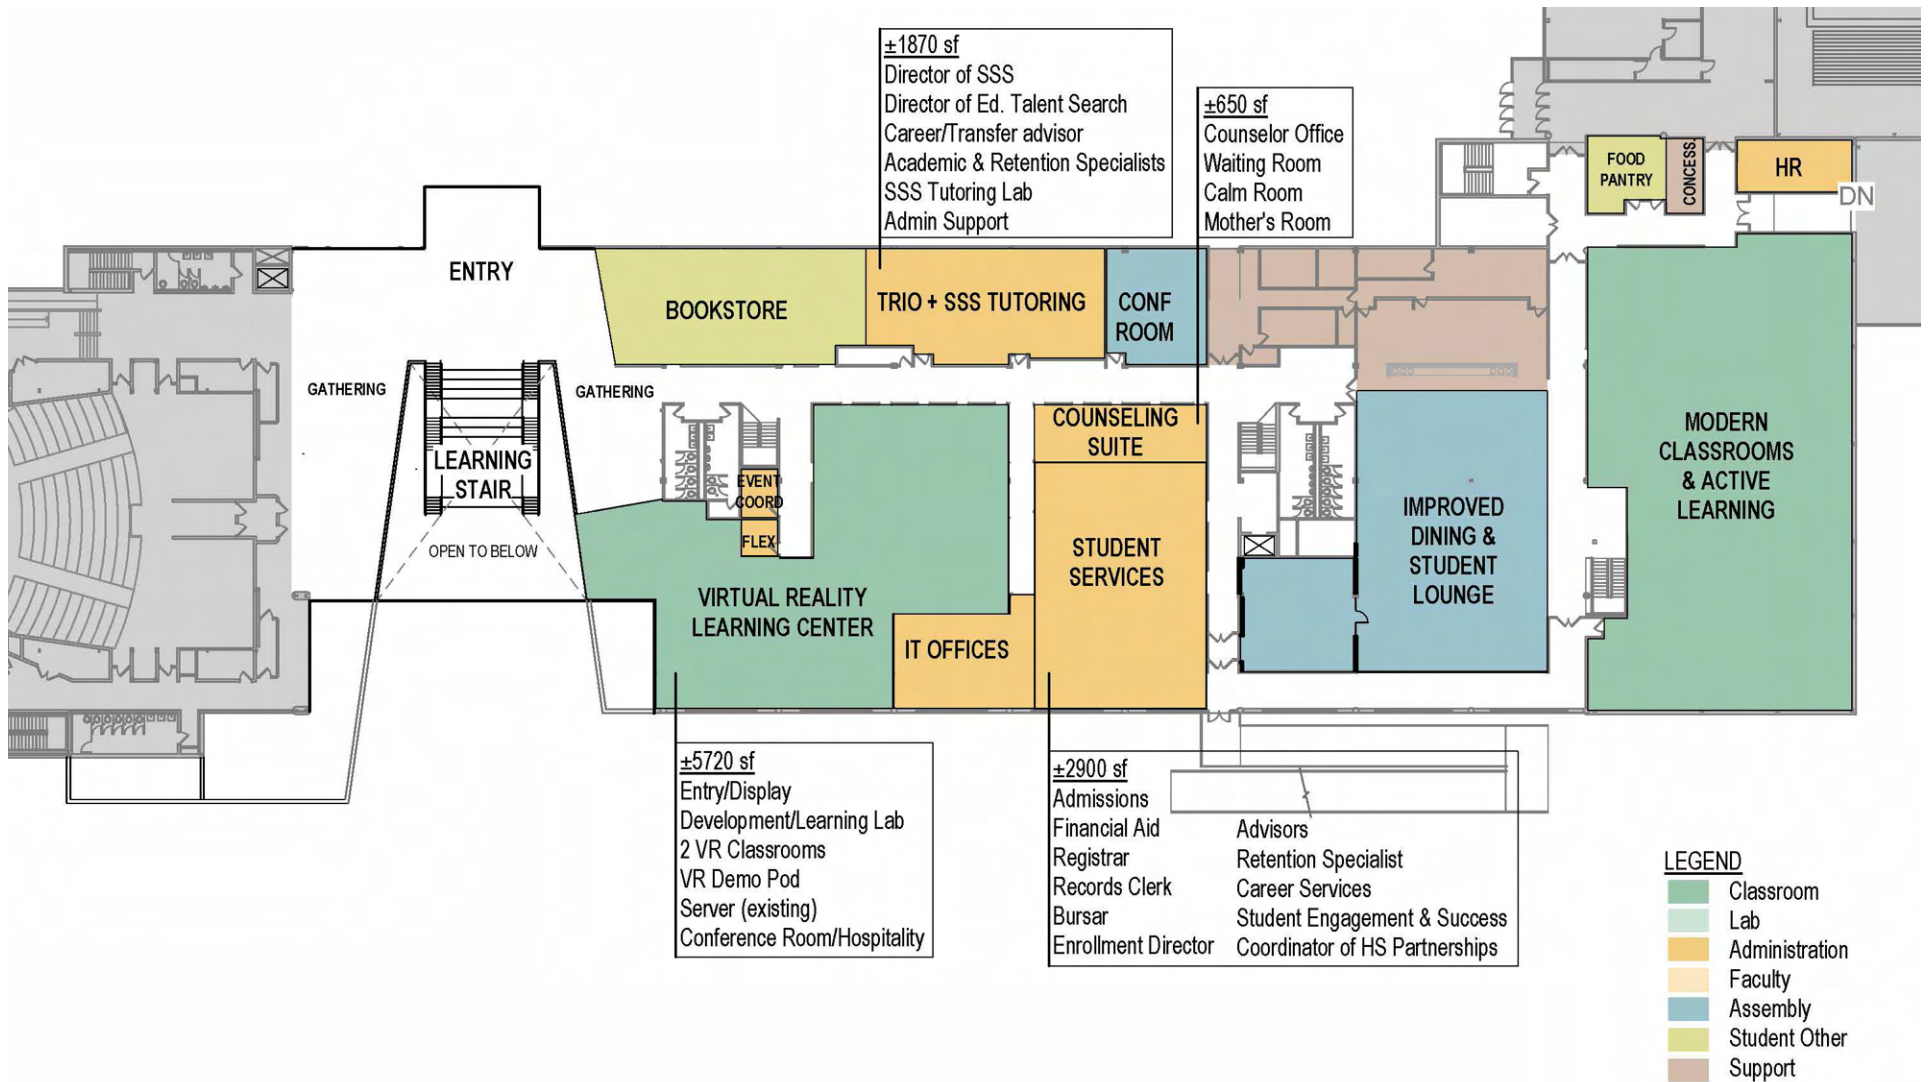 ±1870 sf
Director of SSS
Director of Ed. Talent Search
Career/Transfer advisor
Academic & Retention Specialists
SSS Tutoring Lab
Admin Support
±650 sf
Counselor Office
Waiting Room
Calm Room
Mother's Room
FOOD
PANTRY
CONCESS.
HR
DN
ENTRY
BOOKSTORE
TRIO + SSS TUTORING
CONF
ROOM
GATHERING
GATHERING
LEARNING
STAIR
OPEN TO BELOW
EVENT
COORD
FLEX
COUNSELING
SUITE
STUDENT
SERVICES
VIRTUAL REALITY
LEARNING CENTER
IT OFFICES
IMPROVED
DINING &
STUDENT
LOUNGE
MODERN
CLASSROOMS
& ACTIVE
LEARNING
±5720 sf
Entry/Display
Development/Learning Lab
2 VR Classrooms
VR Demo Pod
Server (existing)
Conference Room/Hospitality
±2900 sf
Admissions
Financial Aid
Registrar
Records Clerk
Bursar
Enrollment Director
Advisors
Retention Specialist
Career Services
Student Engagement & Success
Coordinator of HS Partnerships
LEGEND
Classroom
Lab
Administration
Faculty
Assembly
Student Other
Support